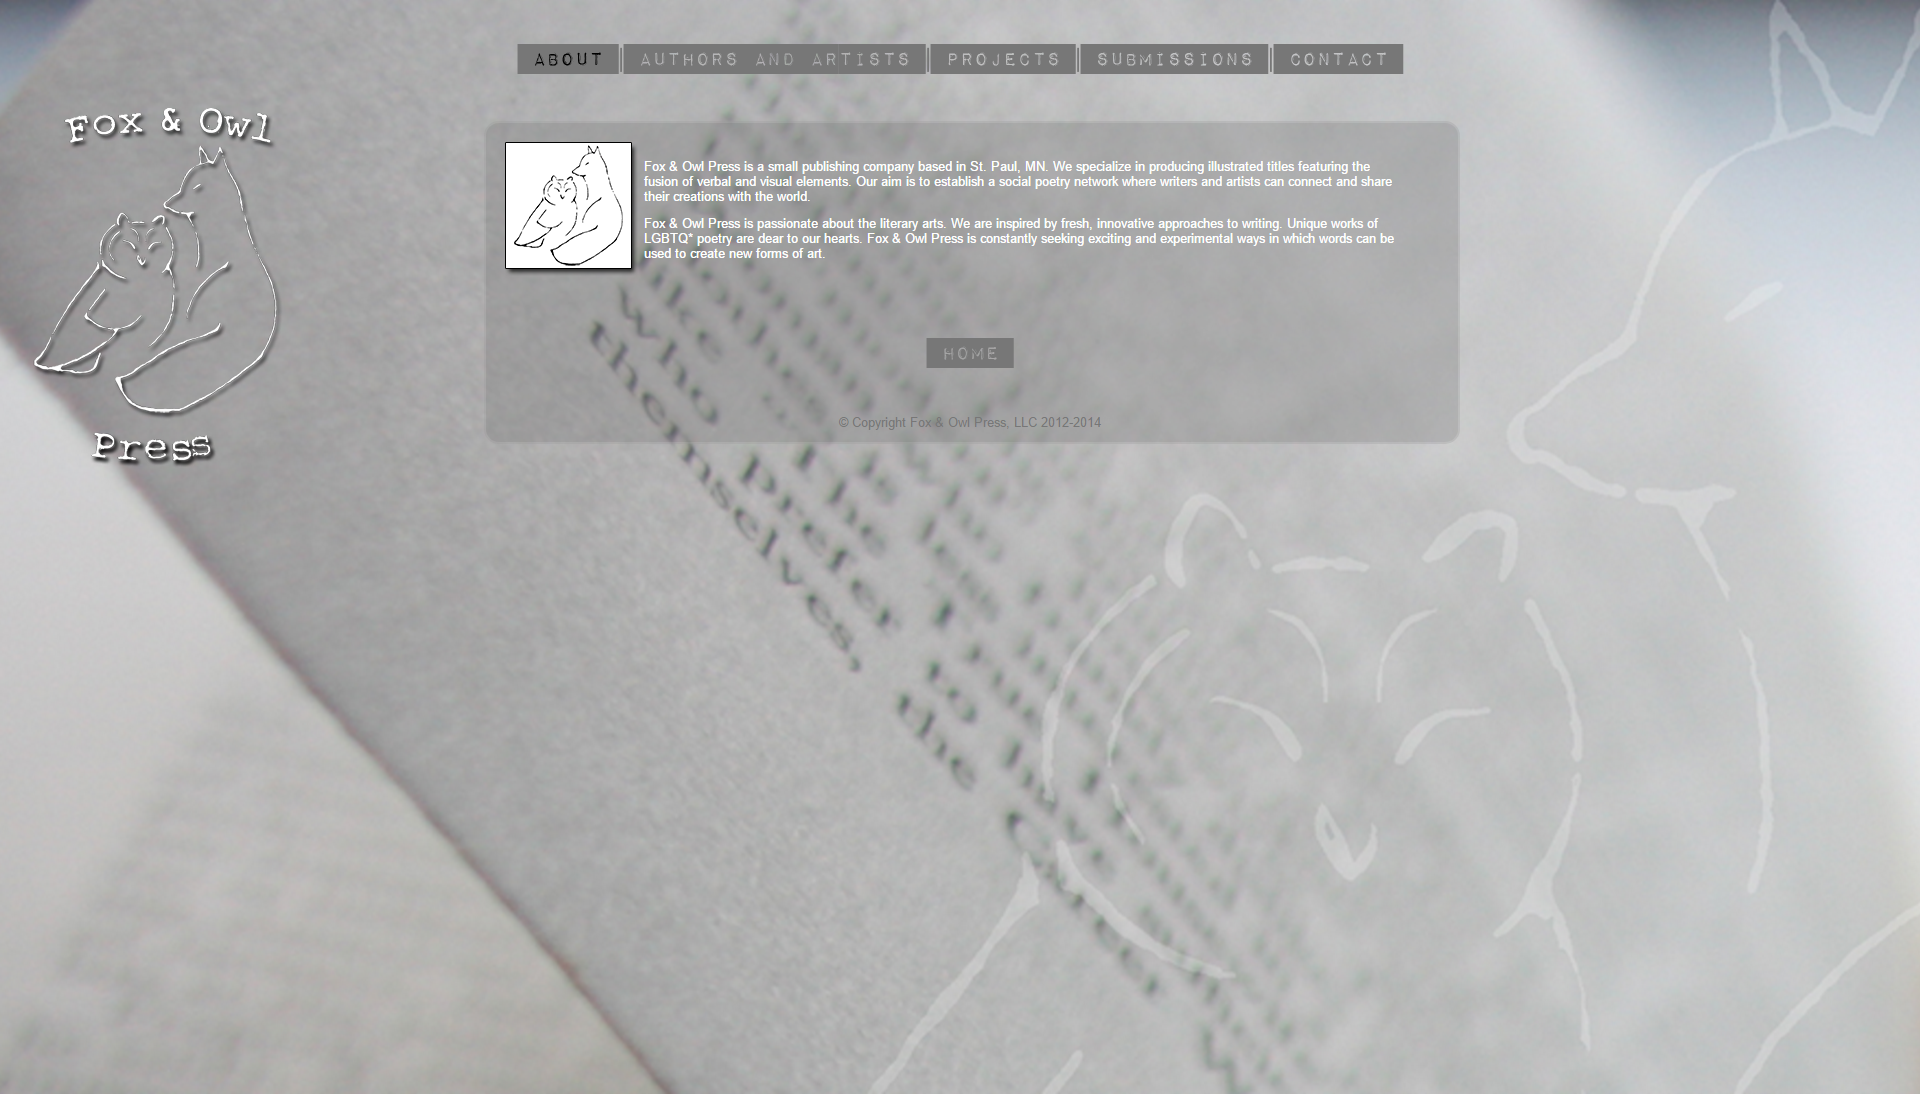 ABOUT
AUTHORS AND ARTISTS
PROJECTS
SUBMISSIONS
CONTACT
Fox & Owl
Press
Fox & Owl Press is a small publishing company based in St. Paul, MN. We specialize in producing illustrated titles featuring the
fusion of verbal and visual elements. Our aim is to establish a social poetry network where writers and artists can connect and share
their creations with the world.
Fox & Owl Press is passionate about the literary arts. We are inspired by fresh, innovative approaches to writing. Unique works of
LGBTQ* poetry are dear to our hearts. Fox & Owl Press is constantly seeking exciting and experimental ways in which words can be
used to create new forms of art.
HOME
© Copyright Fox & Owl Press, LLC 2012-2014
like
who prefer to
themselves, the